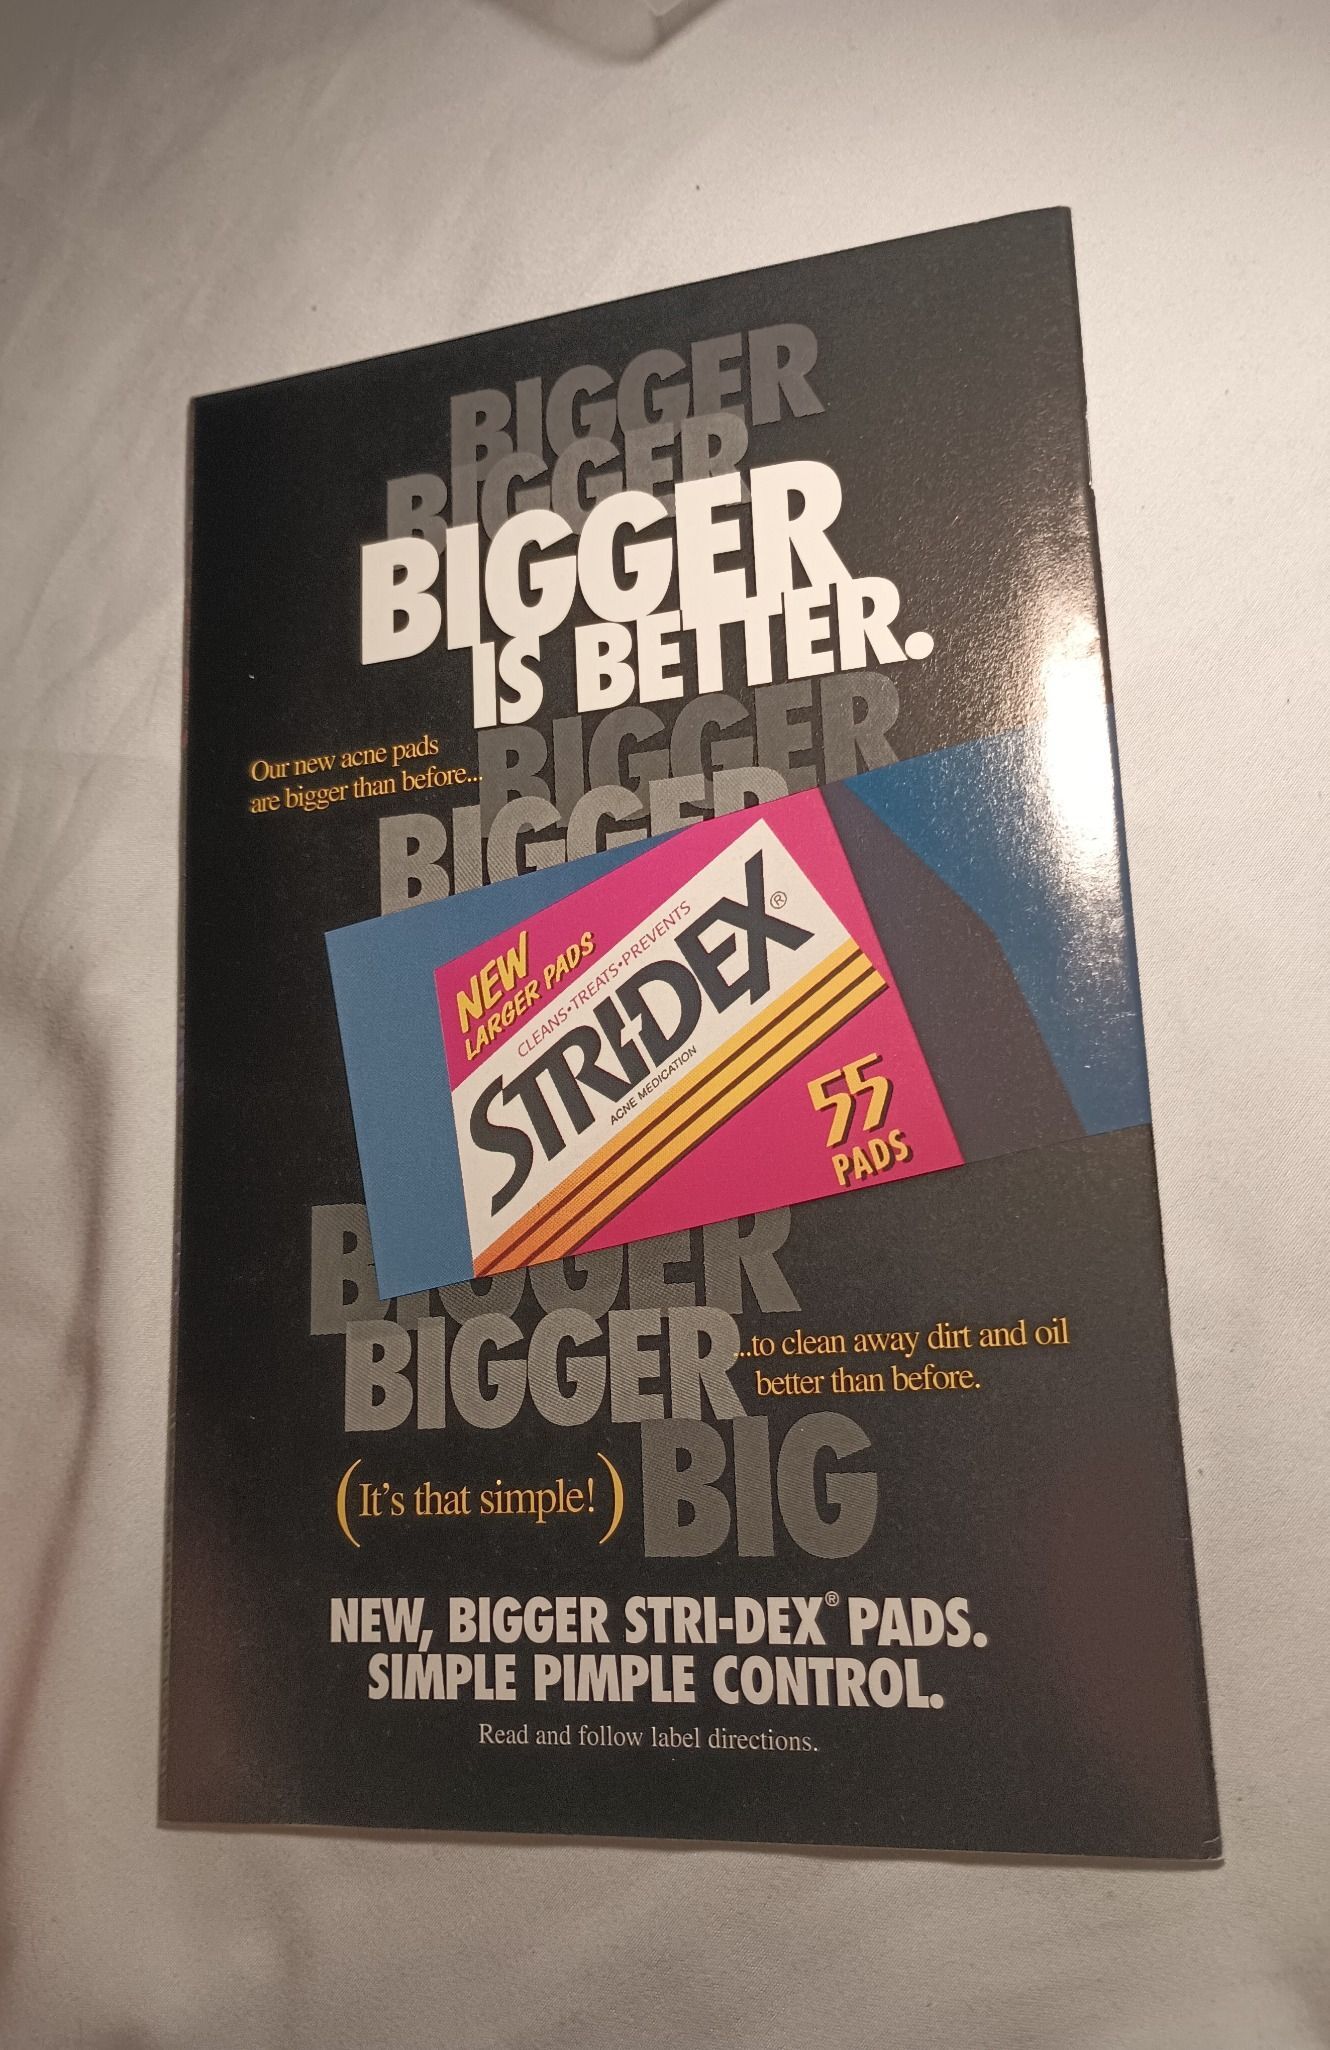 BIGGER
BIGGER
BIGGER
IS BETTER.
Our new acne pads
are bigger than before...
BIGGER
BIGGER
NEW
LARGER PADS
CLEANS•TREATS•PREVENTS
STRI-DEX®
ACNE MEDICATION
55
PADS
BIGGER
BIGGER
...to clean away dirt and oil
better than before.
(It's that simple!)
BIG
NEW, BIGGER STRI-DEX® PADS.
SIMPLE PIMPLE CONTROL.
Read and follow label directions.